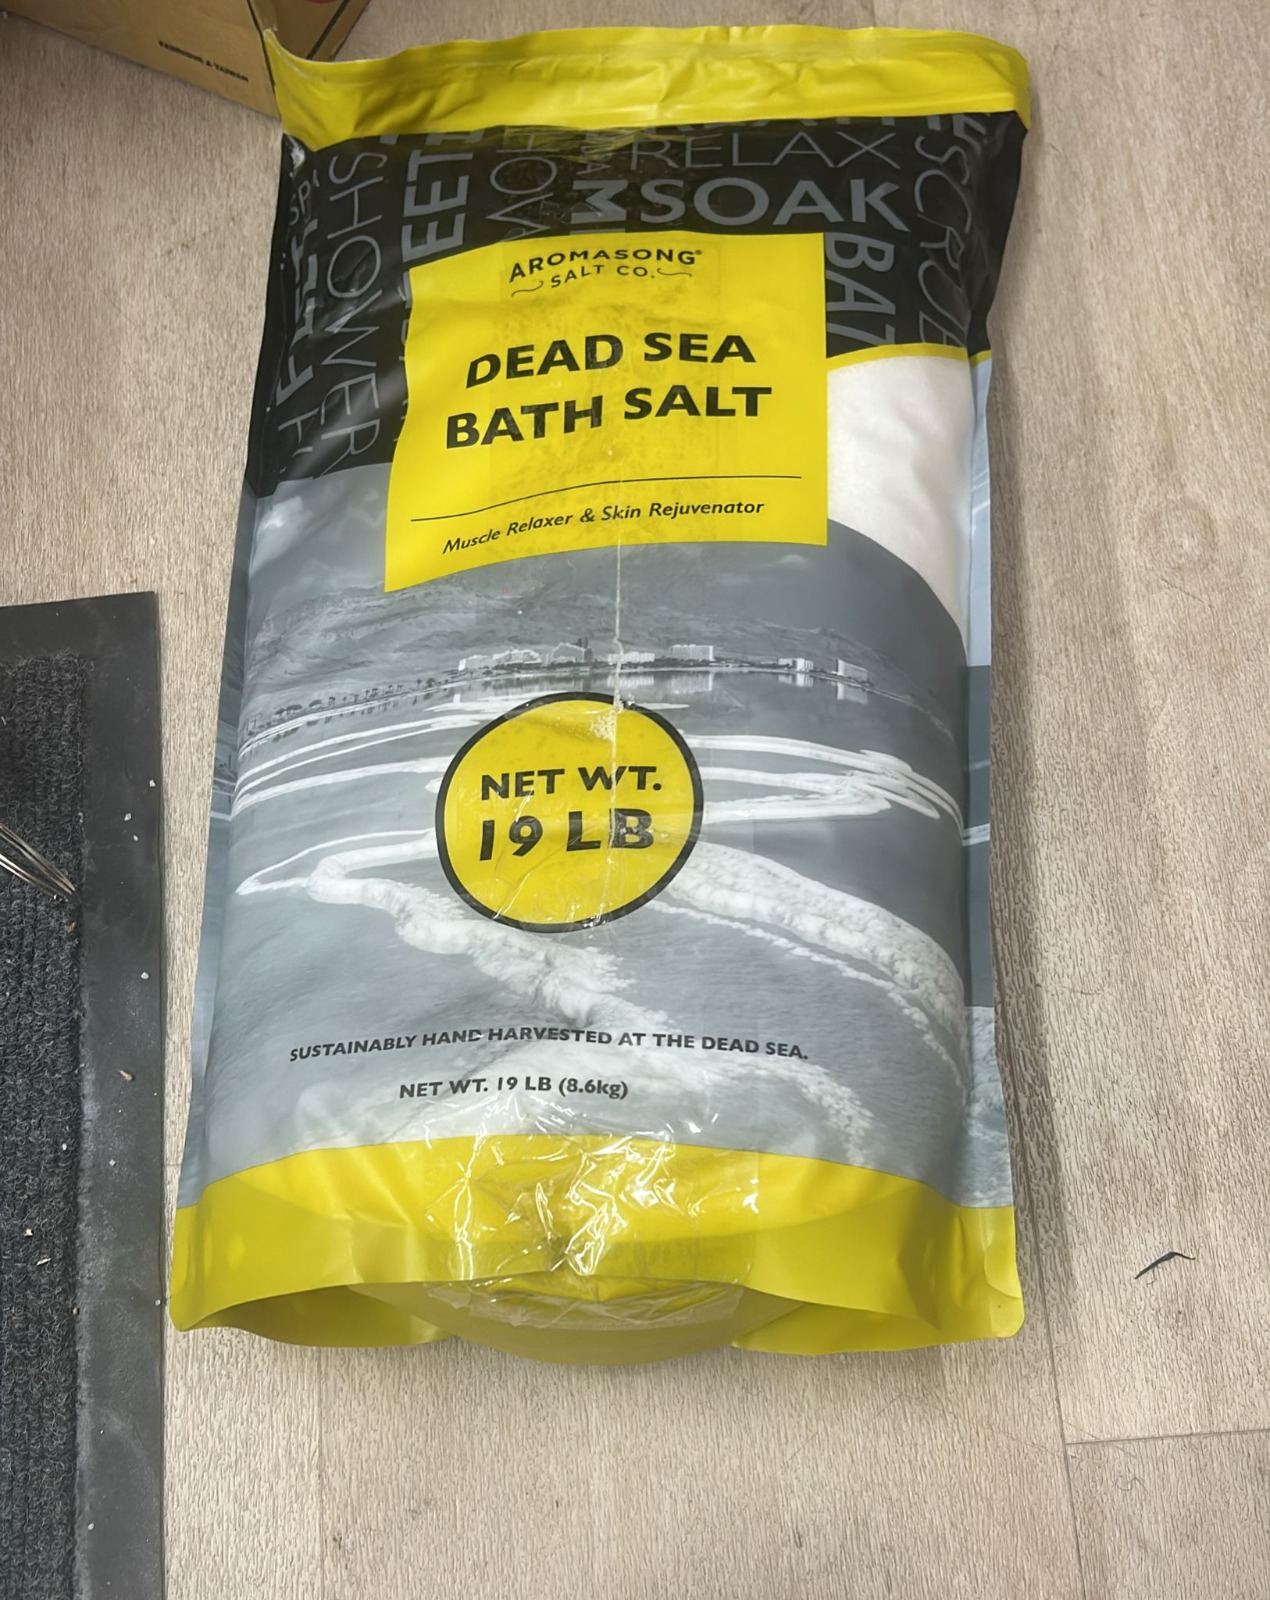 RELAX
SOAK
SHOWER
AROMASONG®
SALT CO.
DEAD SEA
BATH SALT
Muscle Relaxer & Skin Rejuvenator
NET WT.
19 LB
SUSTAINABLY HAND HARVESTED AT THE DEAD SEA.
NET WT. 19 LB (8.6kg)